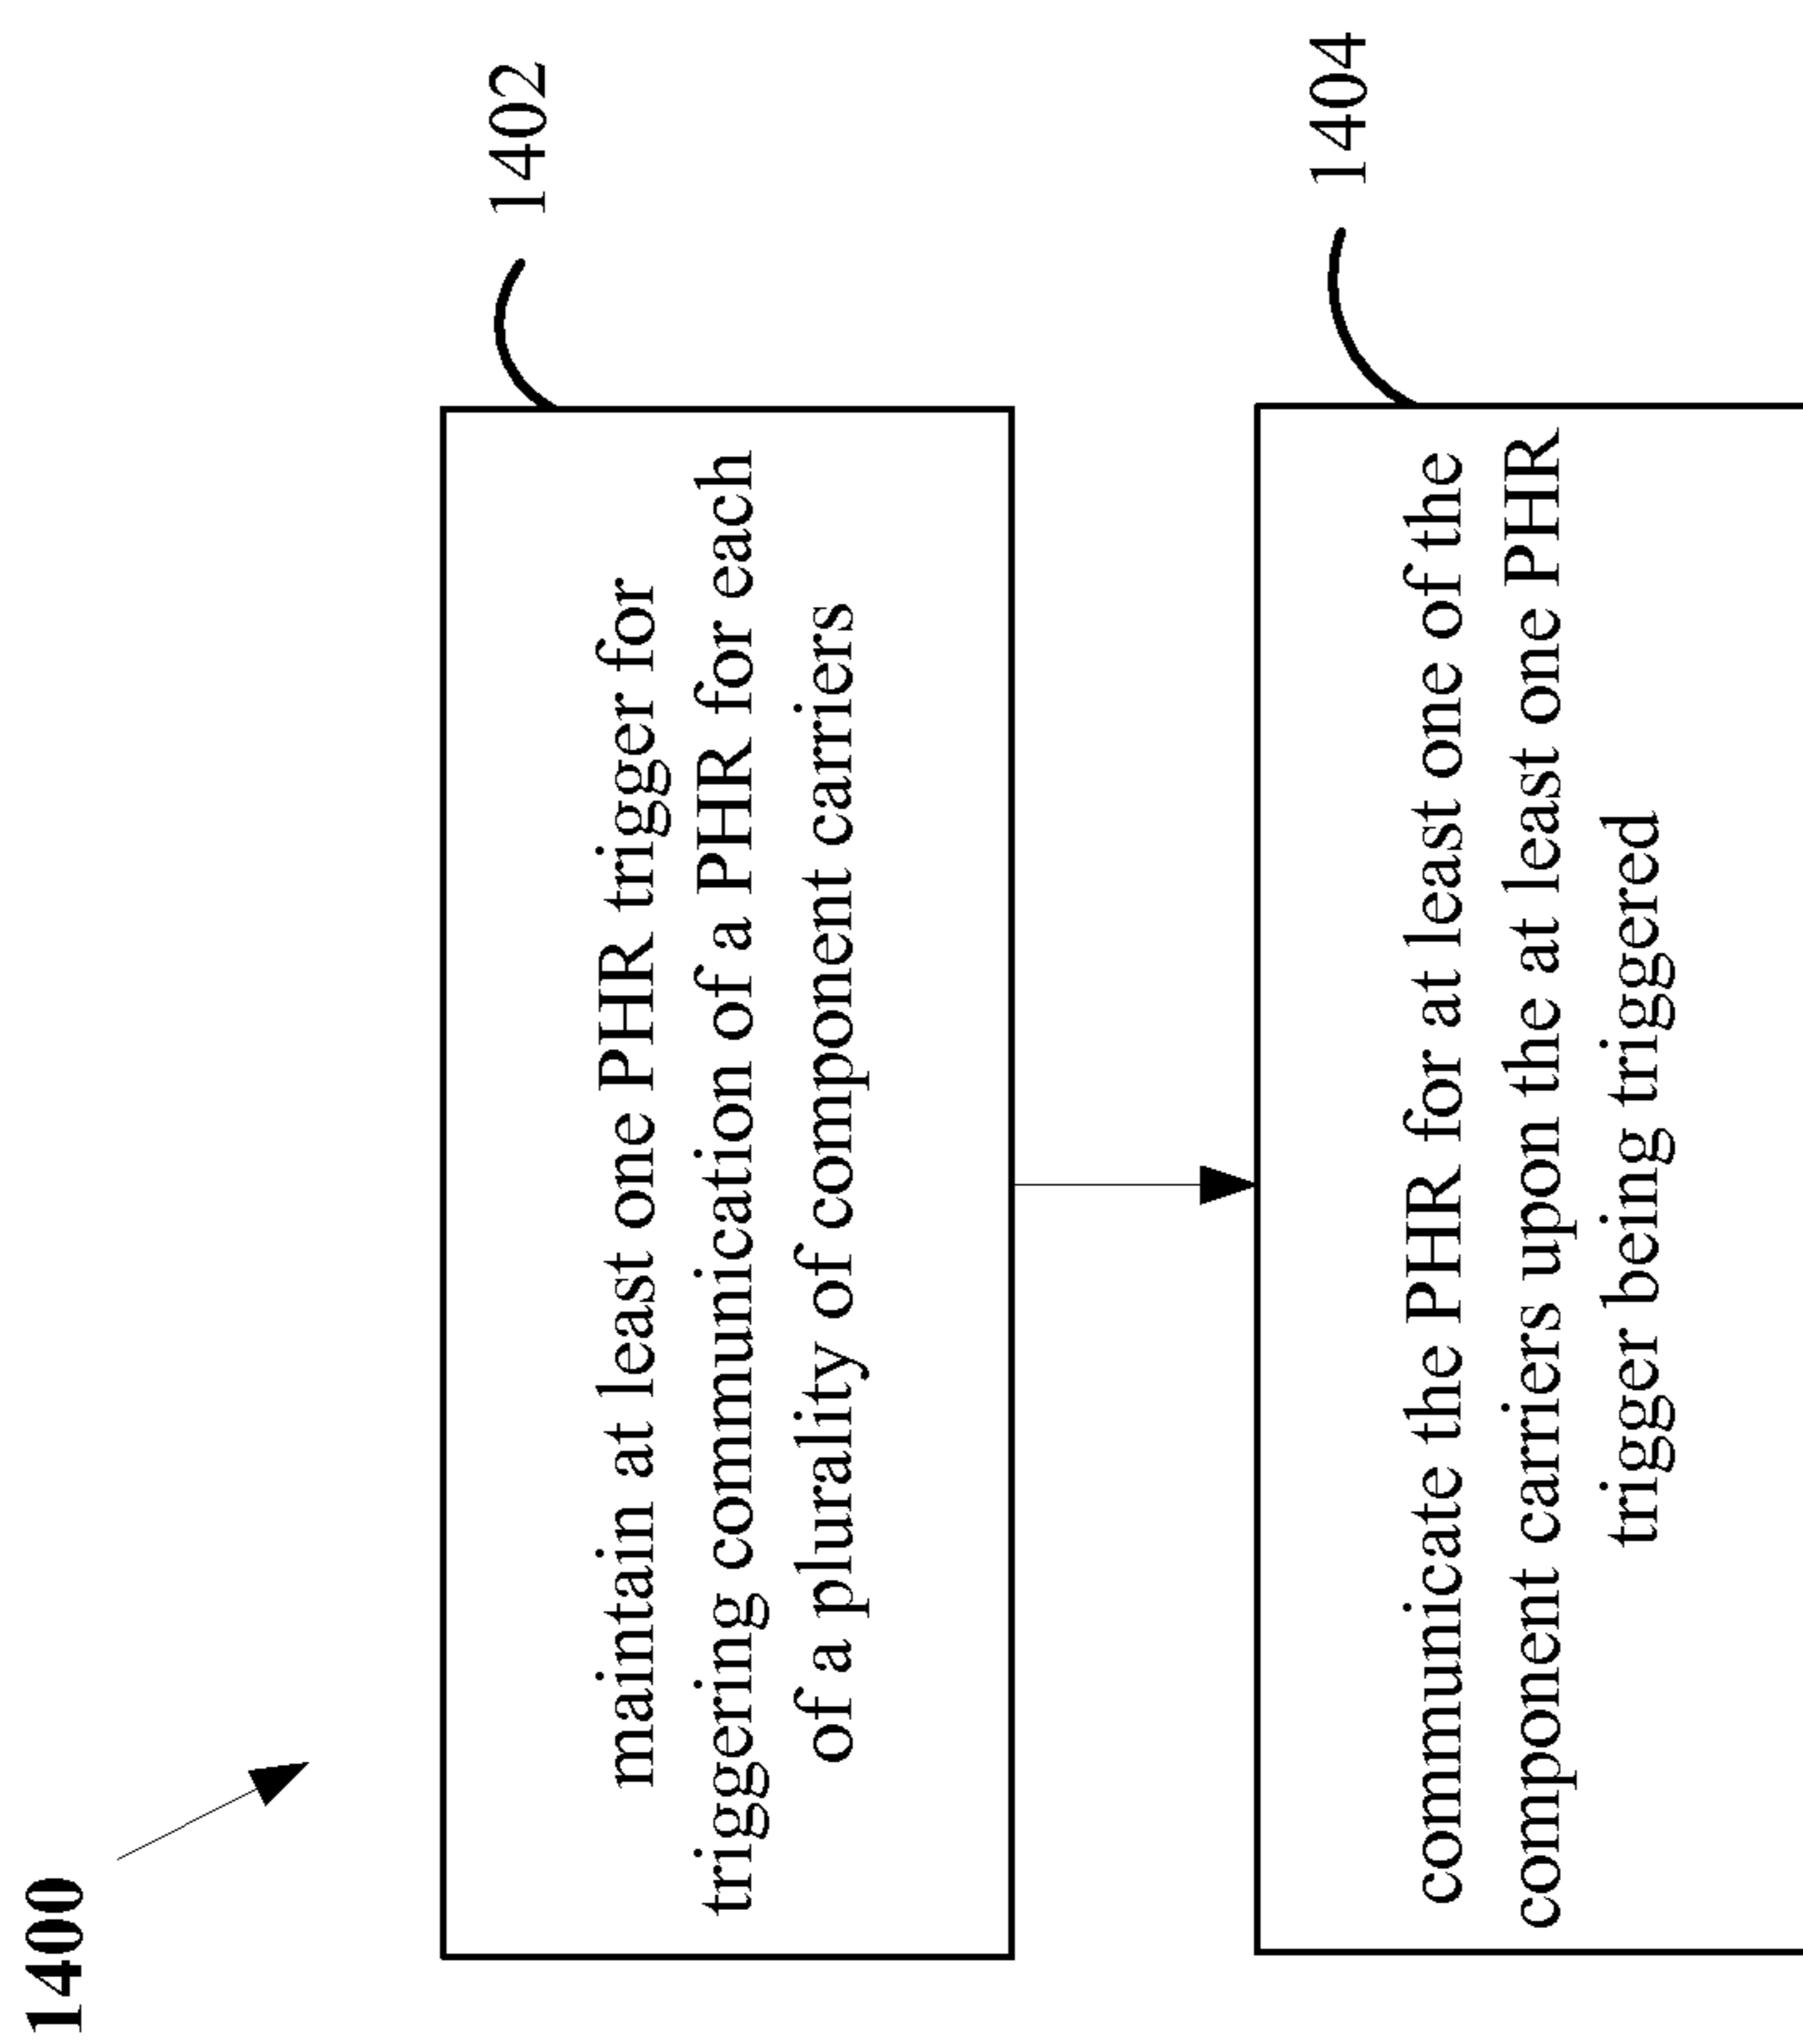 1400
1402
maintain at least one PHR trigger for
triggering communication of a PHR for each
of a plurality of component carriers
1404
communicate the PHR for at least one of the
component carriers upon the at least one PHR
trigger being triggered